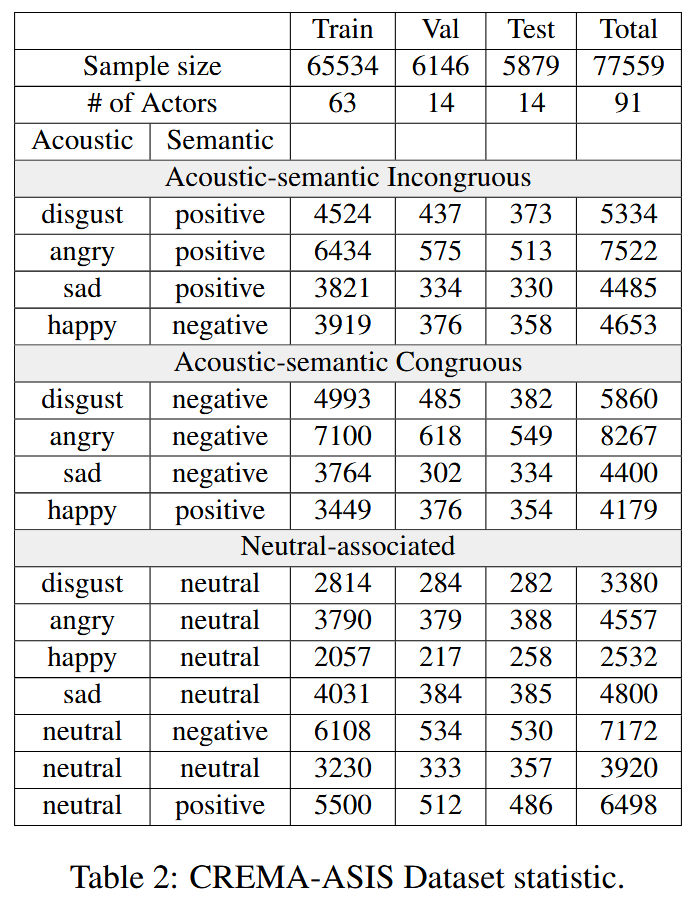 Train Val Test Total
Sample size 65534 6146 5879 77559
# of Actors 63 14 14 91
Acoustic Semantic
Acoustic-semantic Incongruous
disgust positive 4524 437 373 5334
angry positive 6434 575 513 7522
sad positive 3821 334 330 4485
happy negative 3919 376 358 4653
Acoustic-semantic Congruous
disgust negative 4993 485 382 5860
angry negative 7100 618 549 8267
sad negative 3764 302 334 4400
happy positive 3449 376 354 4179
Neutral-associated
disgust neutral 2814 284 282 3380
angry neutral 3790 379 388 4557
happy neutral 2057 217 258 2532
sad neutral 4031 384 385 4800
neutral negative 6108 534 530 7172
neutral neutral 3230 333 357 3920
neutral positive 5500 512 486 6498
Table 2: CREMA-ASIS Dataset statistic.